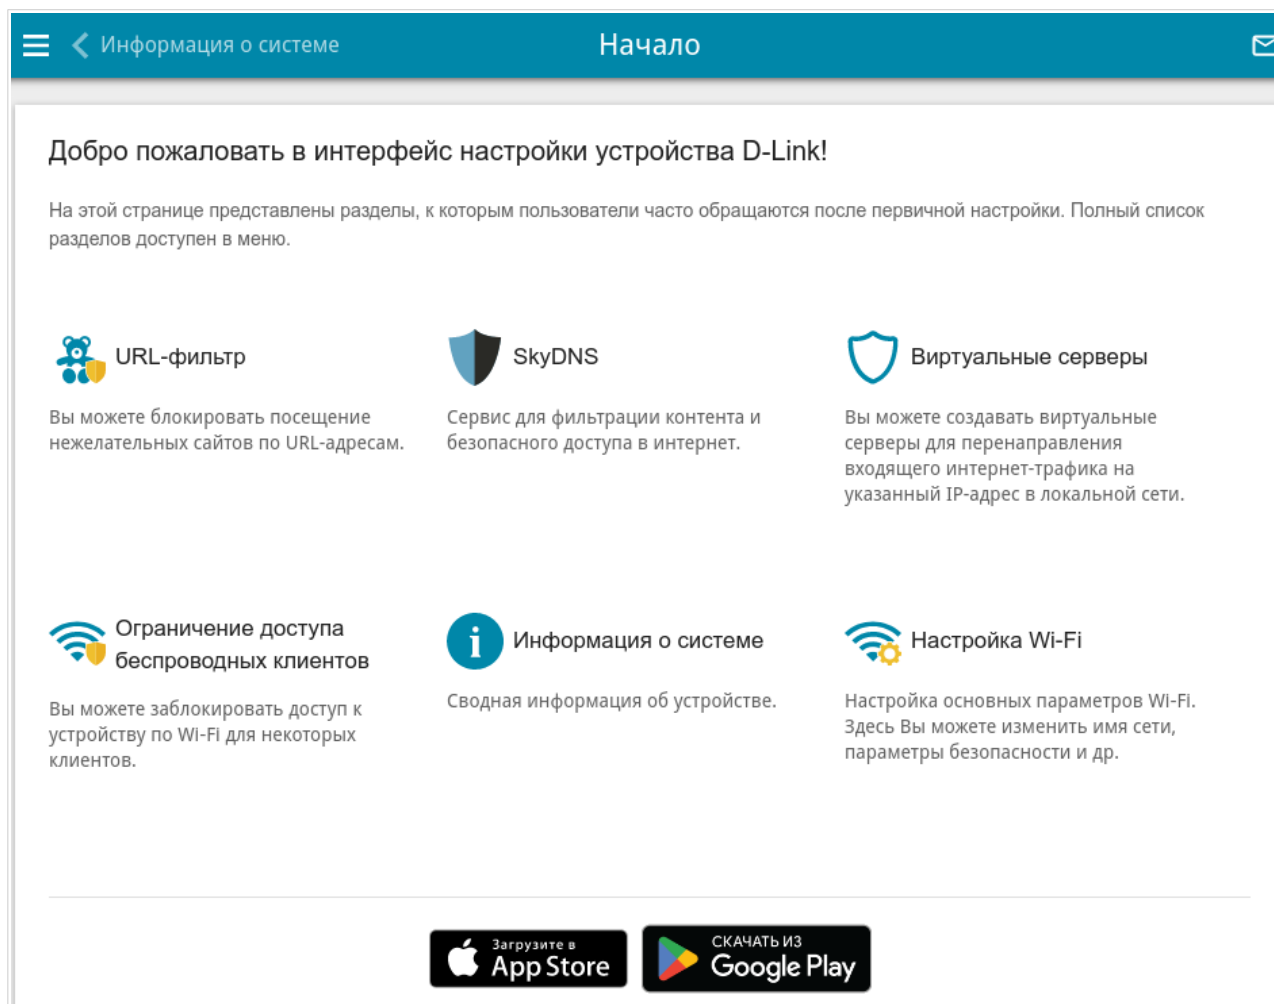 Информация о системе
Начало
Добро пожаловать в интерфейс настройки устройства D-Link!
На этой странице представлены разделы, к которым пользователи часто обращаются после первичной настройки. Полный список
разделов доступен в меню.
URL-фильтр
Вы можете блокировать посещение
нежелательных сайтов по URL-адресам.
SkyDNS
Сервис для фильтрации контента и
безопасного доступа в интернет.
Виртуальные серверы
Вы можете создавать виртуальные
серверы для перенаправления
входящего интернет-трафика на
указанный IP-адрес в локальной сети.
Ограничение доступа
беспроводных клиентов
Вы можете заблокировать доступ к
устройству по Wi-Fi для некоторых
клиентов.
Информация о системе
Сводная информация об устройстве.
Настройка Wi-Fi
Настройка основных параметров Wi-Fi.
Здесь Вы можете изменить имя сети,
параметры безопасности и др.
Загрузите в
App Store
СКАЧАТЬ ИЗ
Google Play